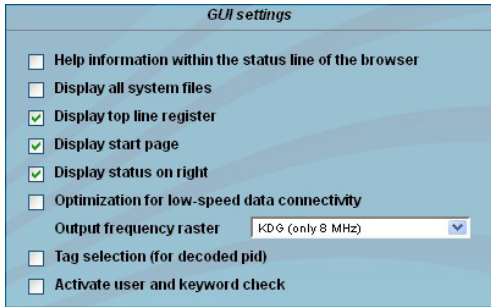 GUI settings
Help information within the status line of the browser
Display all system files
Display top line register
Display start page
Display status on right
Optimization for low-speed data connectivity
Output frequency raster KDG (only 8 MHz)
Tag selection (for decoded pid)
Activate user and keyword check